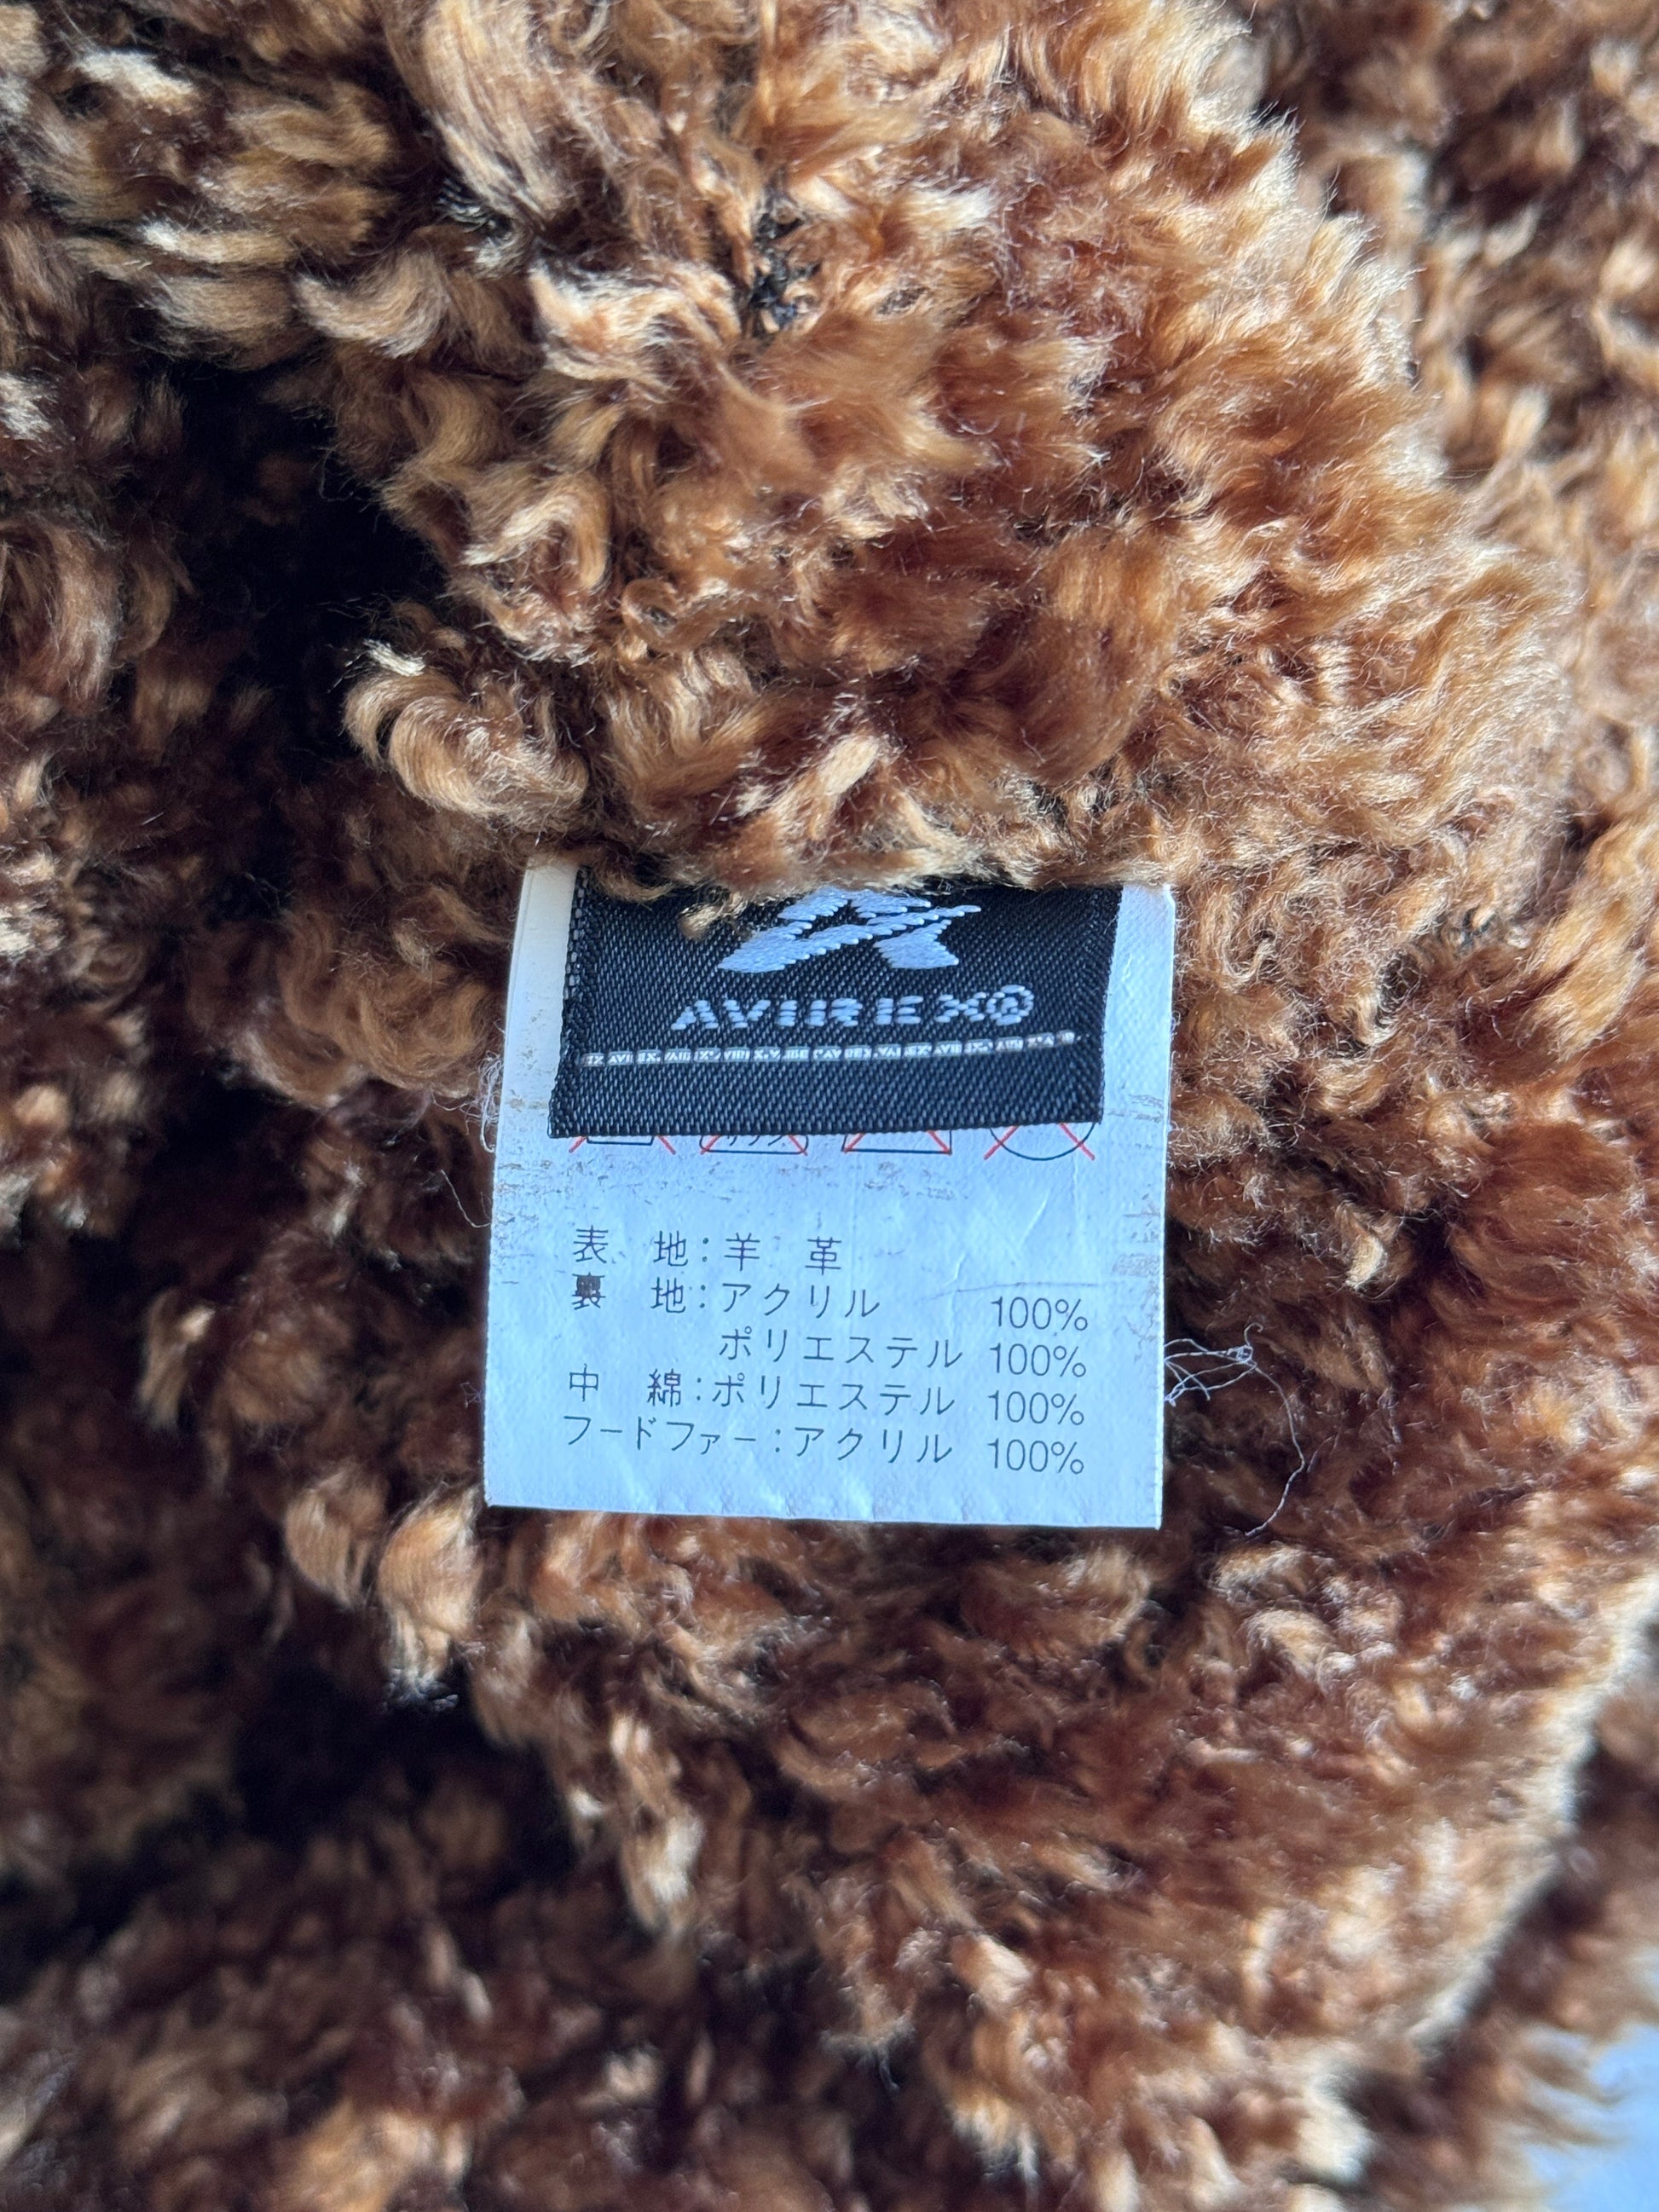 AVIREX®
表 地：羊 革
裏 地：アクリル 100%
ポリエステル 100%
中 綿：ポリエステル 100%
フードファー：アクリル 100%